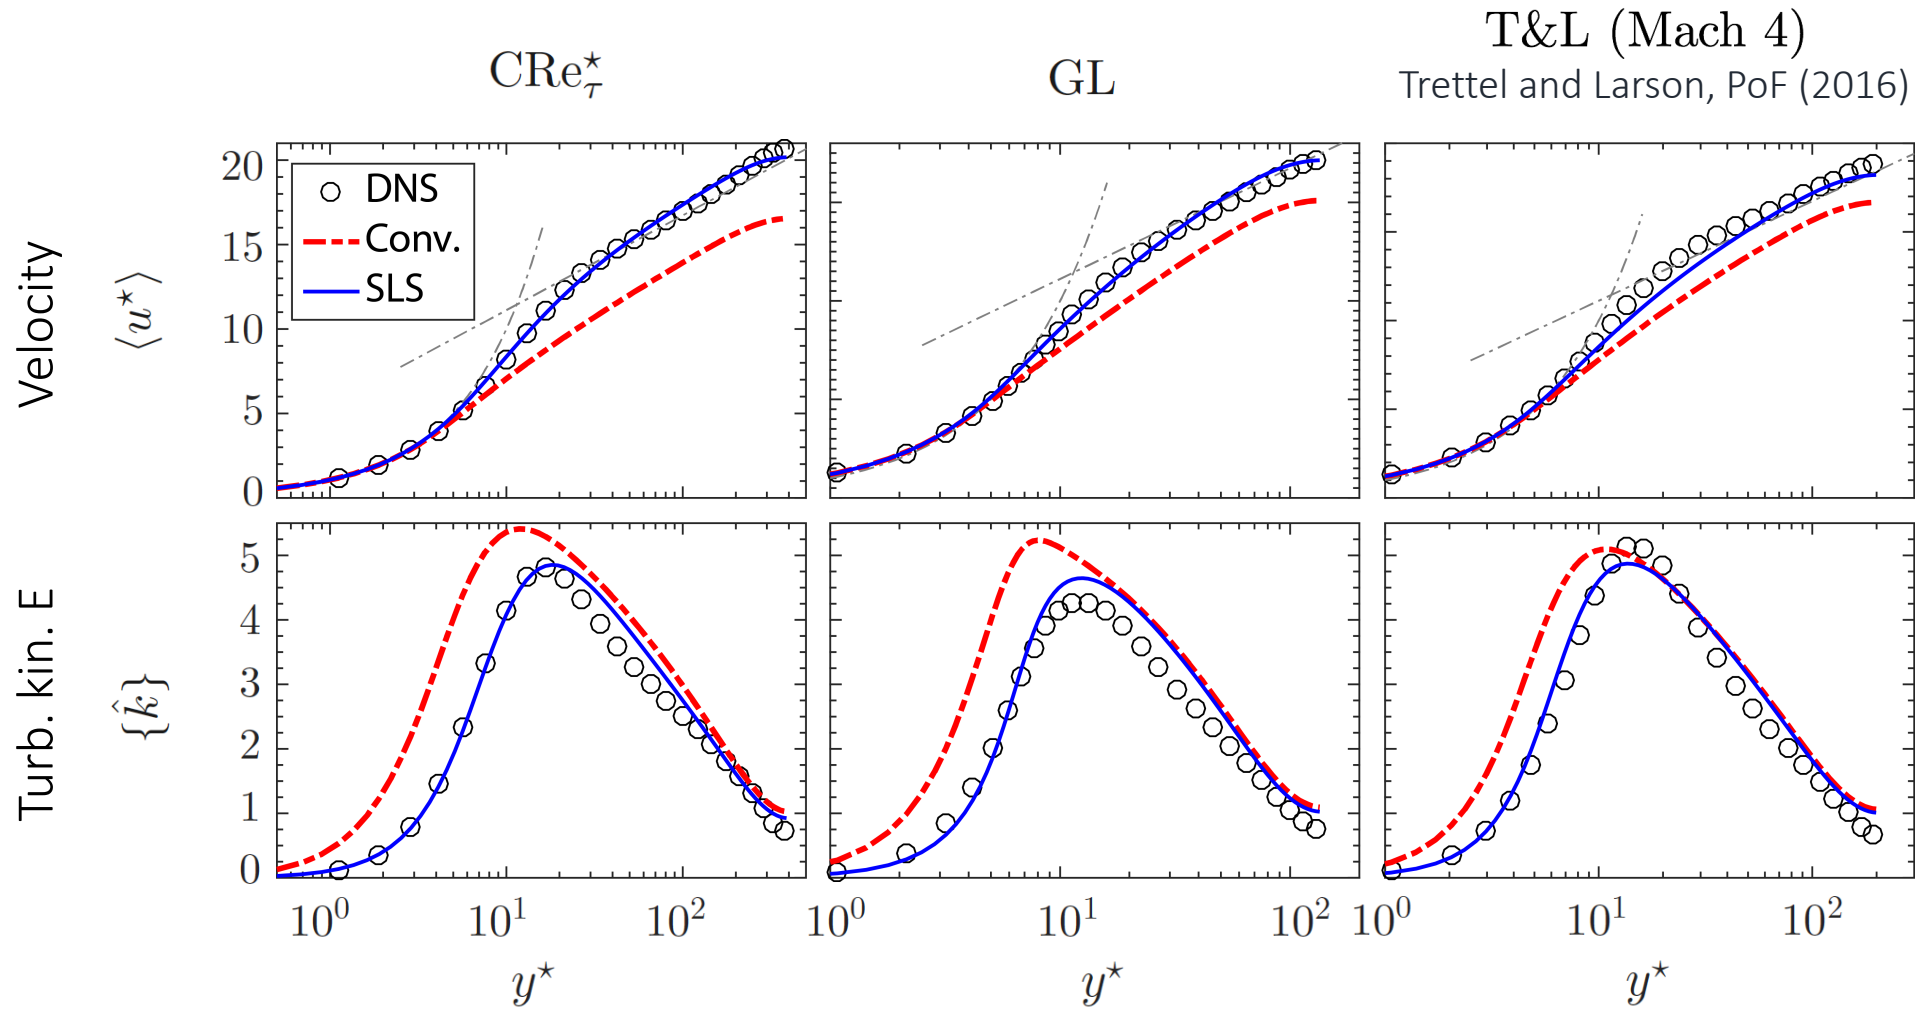 CRe⋆τ
GL
T&L (Mach 4)
Trettel and Larson, PoF (2016)
Velocity
⟨u⋆⟩
20
15
10
5
0
DNS
Conv.
SLS
Turb. kin. E
{k̂}
5
4
3
2
1
0
10⁰ 10¹ 10²
10⁰ 10¹ 10²
10⁰ 10¹ 10²
y⋆
y⋆
y⋆